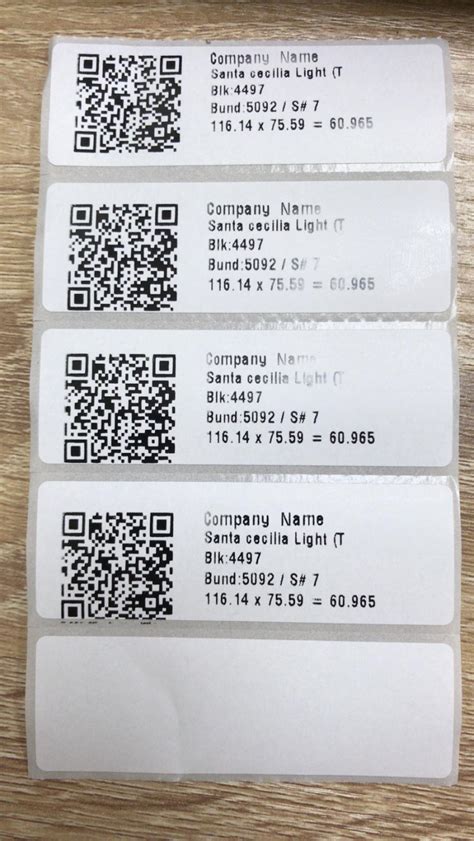 Company Name
Santa cecilia Light (T
Blk:4497
Bund:5092 / S# 7
116.14 x 75.59 = 60.965
Company Name
Santa cecilia Light (T
Blk:4497
Bund:5092 / S# 7
116.14 x 75.59 = 60.965
Company Name
Santa cecilia Light (T
Blk:4497
Bund:5092 / S# 7
116.14 x 75.59 = 60.965
Company Name
Santa cecilia Light (T
Blk:4497
Bund:5092 / S# 7
116.14 x 75.59 = 60.965